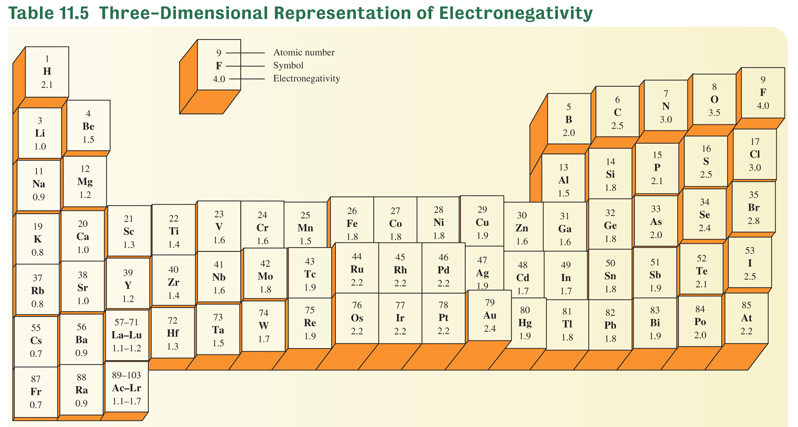 Table 11.5 Three-Dimensional Representation of Electronegativity
9 Atomic number
F Symbol
4.0 Electronegativity
1
H
2.1
3
Li
1.0
4
Be
1.5
5
B
2.0
6
C
2.5
7
N
3.0
8
O
3.5
9
F
4.0
11
Na
0.9
12
Mg
1.2
13
Al
1.5
14
Si
1.8
15
P
2.1
16
S
2.5
17
Cl
3.0
19
K
0.8
20
Ca
1.0
21
Sc
1.3
22
Ti
1.4
23
V
1.6
24
Cr
1.6
25
Mn
1.5
26
Fe
1.8
27
Co
1.8
28
Ni
1.8
29
Cu
1.9
30
Zn
1.6
31
Ga
1.6
32
Ge
1.8
33
As
2.0
34
Se
2.4
35
Br
2.8
37
Rb
0.8
38
Sr
1.0
39
Y
1.2
40
Zr
1.4
41
Nb
1.6
42
Mo
1.8
43
Tc
1.9
44
Ru
2.2
45
Rh
2.2
46
Pd
2.2
47
Ag
1.9
48
Cd
1.7
49
In
1.7
50
Sn
1.8
51
Sb
1.9
52
Te
2.1
53
I
2.5
55
Cs
0.7
56
Ba
0.9
57–71
La–Lu
1.1–1.2
72
Hf
1.3
73
Ta
1.5
74
W
1.7
75
Re
1.9
76
Os
2.2
77
Ir
2.2
78
Pt
2.2
79
Au
2.4
80
Hg
1.9
81
Tl
1.8
82
Pb
1.8
83
Bi
1.9
84
Po
2.0
85
At
2.2
87
Fr
0.7
88
Ra
0.9
89–103
Ac–Lr
1.1–1.7